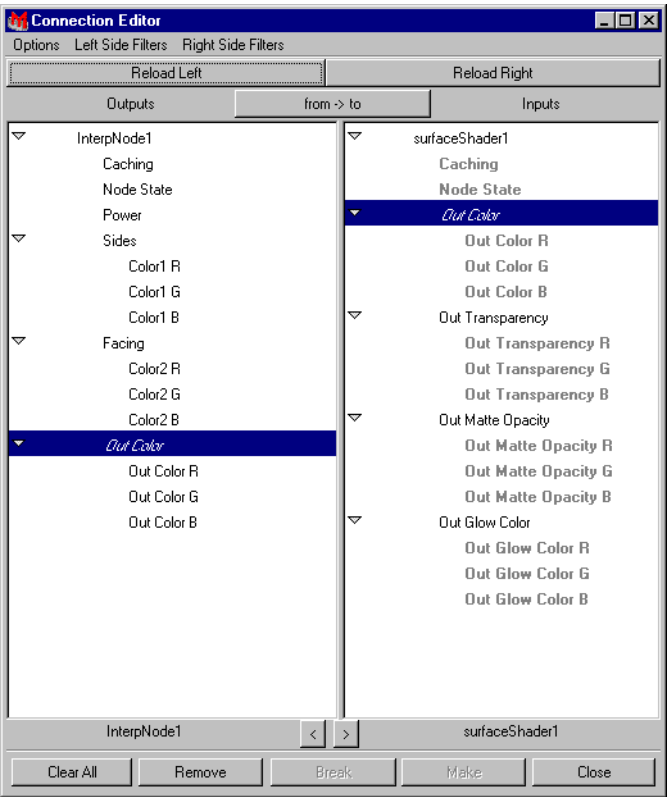 Connection Editor
Options Left Side Filters Right Side Filters
Reload Left Reload Right
Outputs from -> to Inputs
InterpNode1
Caching
Node State
Power
Sides
Color1 R
Color1 G
Color1 B
Facing
Color2 R
Color2 G
Color2 B
Out Color
Out Color R
Out Color G
Out Color B
surfaceShader1
Caching
Node State
Out Color
Out Color R
Out Color G
Out Color B
Out Transparency
Out Transparency R
Out Transparency G
Out Transparency B
Out Matte Opacity
Out Matte Opacity R
Out Matte Opacity G
Out Matte Opacity B
Out Glow Color
Out Glow Color R
Out Glow Color G
Out Glow Color B
InterpNode1 < > surfaceShader1
Clear All Remove Break Make Close